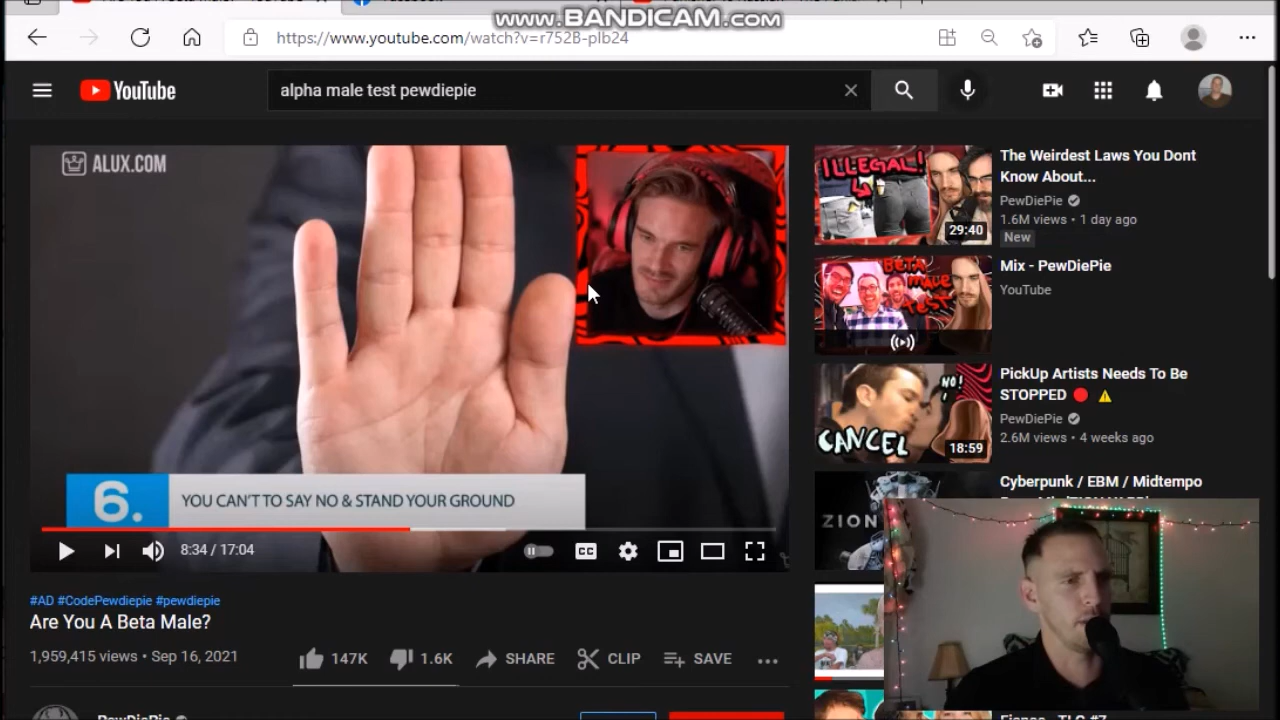 www.BANDICAM.com
https://www.youtube.com/watch?v=r752B-plb24
YouTube
alpha male test pewdiepie
ALUX.COM
6.
YOU CAN'T TO SAY NO & STAND YOUR GROUND
8:34 / 17:04
CC
#AD #CodePewdiepie #pewdiepie
Are You A Beta Male?
1,959,415 views • Sep 16, 2021
147K
1.6K
SHARE
CLIP
SAVE
PewDiePie
ILLEGAL!
29:40
The Weirdest Laws You Dont
Know About...
PewDiePie
1.6M views • 1 day ago
New
BETA
MALE
TEST
Mix - PewDiePie
YouTube
NO!
CANCEL
18:59
PickUp Artists Needs To Be
STOPPED
PewDiePie
2.6M views • 4 weeks ago
ZION
Cyberpunk / EBM / Midtempo